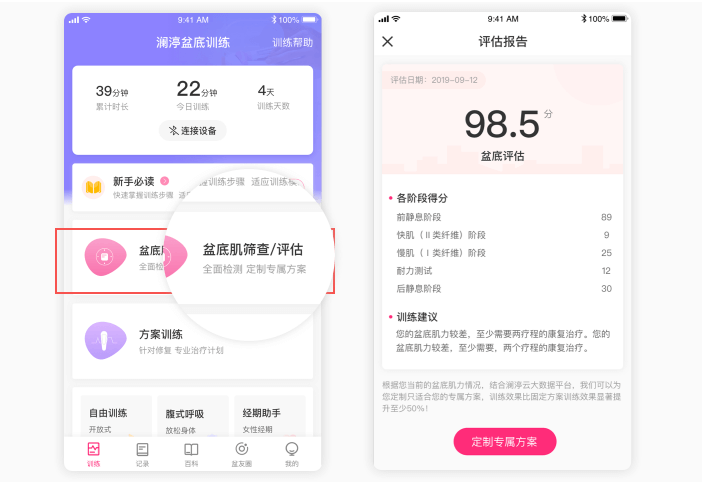 9:41 AM
100%
澜渟盆底训练
训练帮助
39分钟
累计时长
22分钟
今日训练
4天
训练天数
连接设备
新手必读
快速掌握训练步骤
应训练步骤 适应训练模
盆底
全面检
盆底肌筛查/评估
全面检测 定制专属方案
方案训练
针对修复 专业治疗计划
自由训练
开放式
腹式呼吸
放松身体
经期助手
女性经期
训练
记录
百科
盆友圈
我的
9:41 AM
100%
评估报告
评估日期：2019-09-12
98.5分
盆底评估
各阶段得分
前静息阶段 89
快肌（II类纤维）阶段 9
慢肌（I类纤维）阶段 25
耐力测试 12
后静息阶段 30
训练建议
您的盆底肌力较差，至少需要两疗程的康复治疗。您的
盆底肌力较差，至少需要，两个疗程的康复治疗。
根据您当前的盆底肌力情况，结合澜渟云大数据平台，我们可以为
您定制只适合您的专属方案，训练效果比固定方案训练效果显著提
升至少50%！
定制专属方案